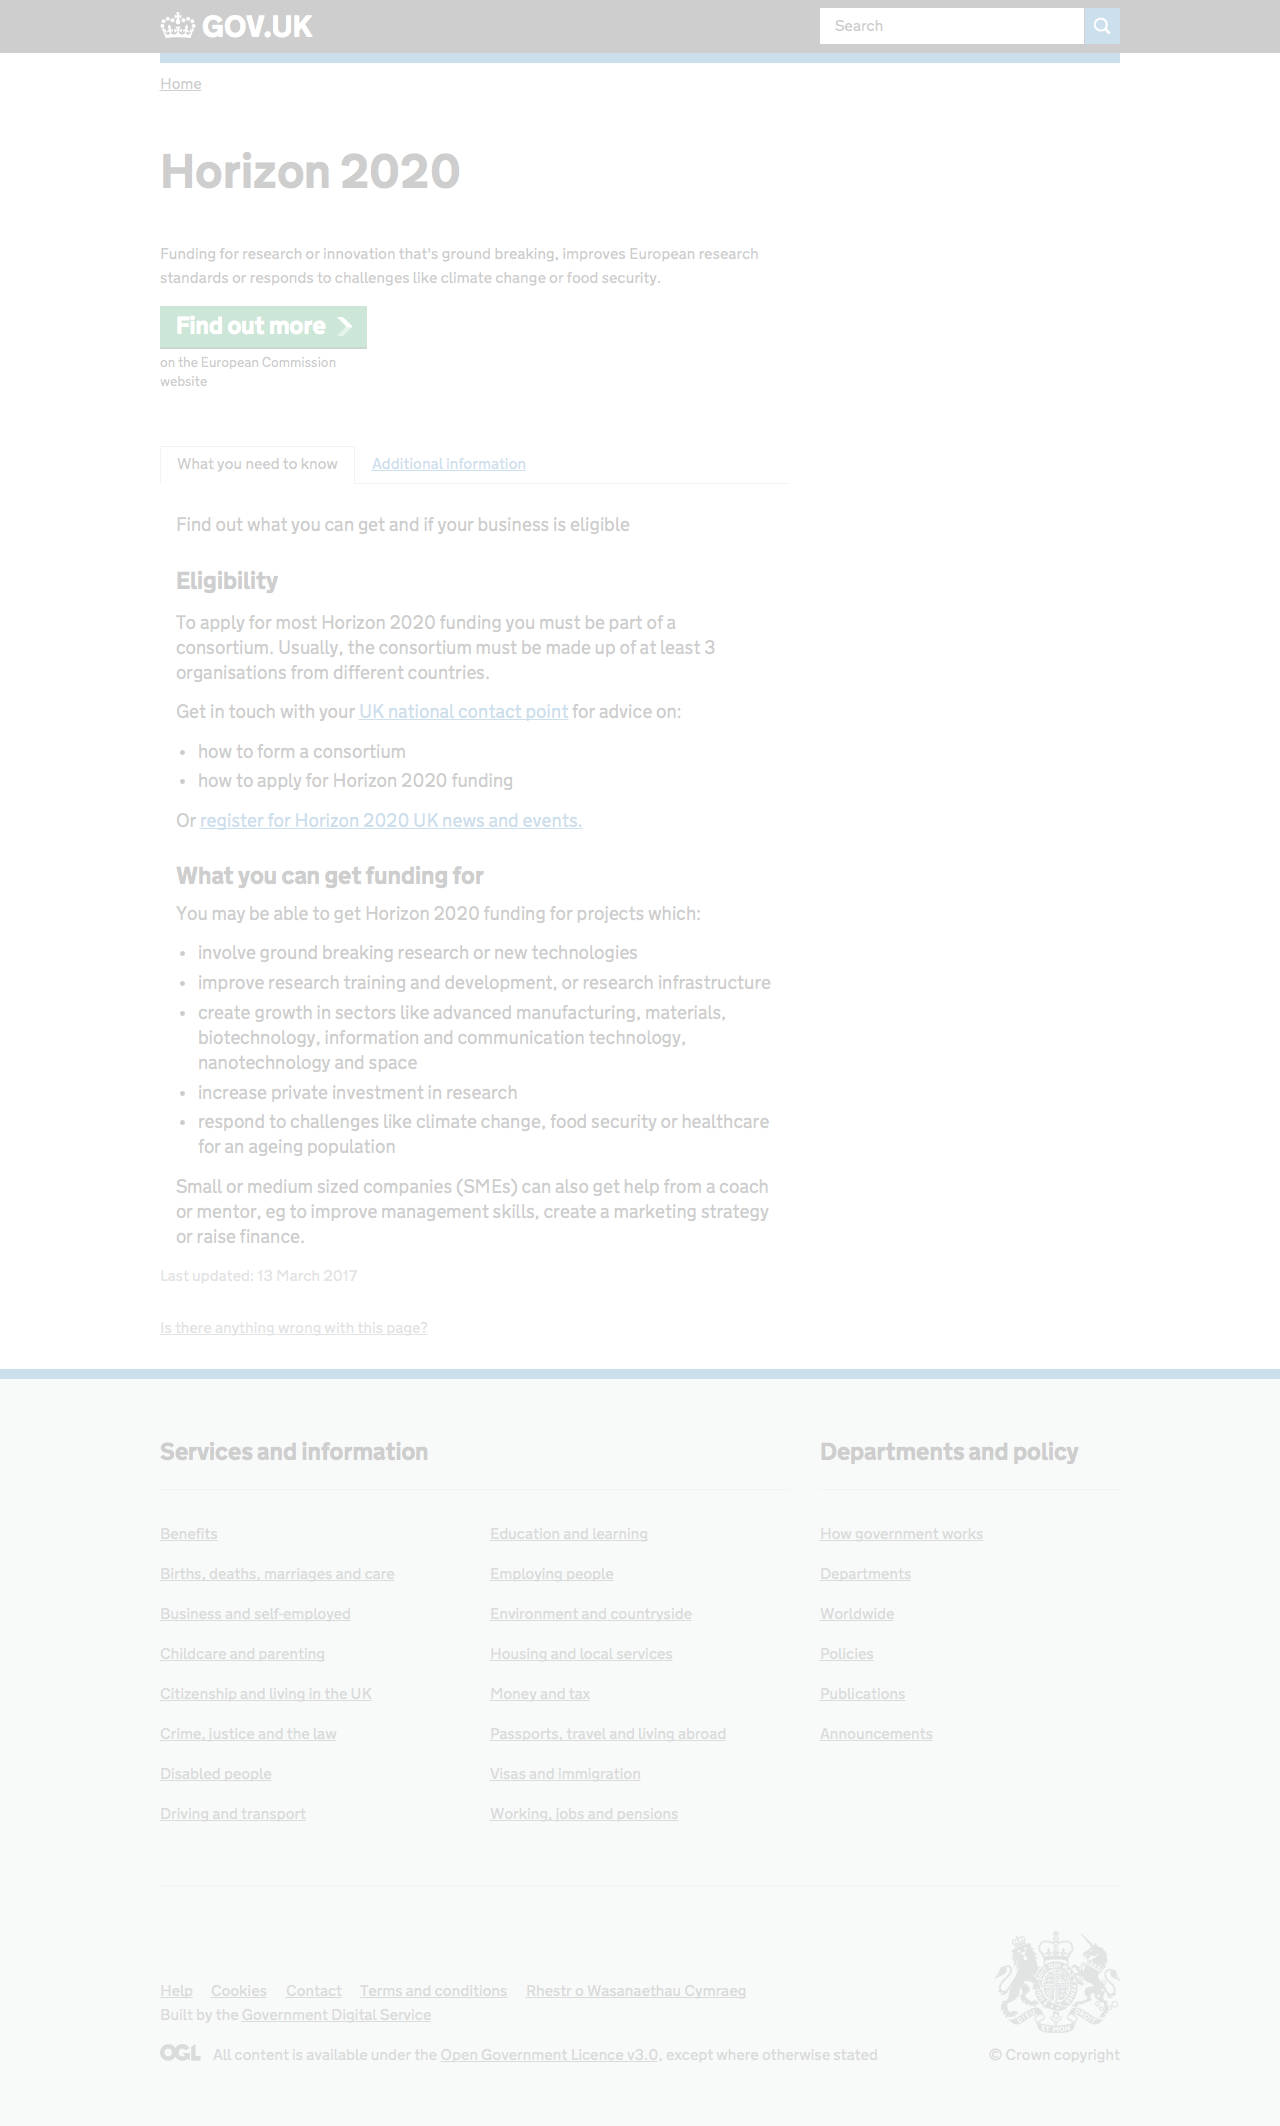 GOV.UK
Search
Home
Horizon 2020
Funding for research or innovation that's ground breaking, improves European research
standards or responds to challenges like climate change or food security.
Find out more
on the European Commission
website
What you need to know
Additional information
Find out what you can get and if your business is eligible
Eligibility
To apply for most Horizon 2020 funding you must be part of a
consortium. Usually, the consortium must be made up of at least 3
organisations from different countries.
Get in touch with your UK national contact point for advice on:
• how to form a consortium
• how to apply for Horizon 2020 funding
Or register for Horizon 2020 UK news and events.
What you can get funding for
You may be able to get Horizon 2020 funding for projects which:
• involve ground breaking research or new technologies
• improve research training and development, or research infrastructure
• create growth in sectors like advanced manufacturing, materials,
biotechnology, information and communication technology,
nanotechnology and space
• increase private investment in research
• respond to challenges like climate change, food security or healthcare
for an ageing population
Small or medium sized companies (SMEs) can also get help from a coach
or mentor, eg to improve management skills, create a marketing strategy
or raise finance.
Last updated: 13 March 2017
Is there anything wrong with this page?
Services and information
Benefits
Births, deaths, marriages and care
Business and self-employed
Childcare and parenting
Citizenship and living in the UK
Crime, justice and the law
Disabled people
Driving and transport
Education and learning
Employing people
Environment and countryside
Housing and local services
Money and tax
Passports, travel and living abroad
Visas and immigration
Working, jobs and pensions
Departments and policy
How government works
Departments
Worldwide
Policies
Publications
Announcements
Help Cookies Contact Terms and conditions Rhestr o Wasanaethau Cymraeg
Built by the Government Digital Service
OGL All content is available under the Open Government Licence v3.0, except where otherwise stated
© Crown copyright